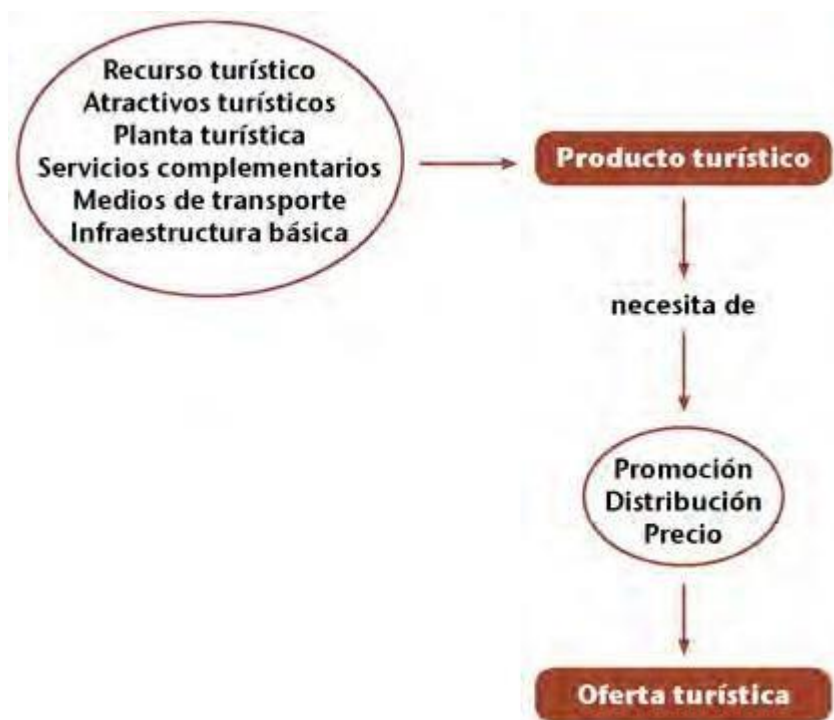 Recurso turístico
Atractivos turísticos
Planta turística
Servicios complementarios
Medios de transporte
Infraestructura básica
Producto turístico
necesita de
Promoción
Distribución
Precio
Oferta turística